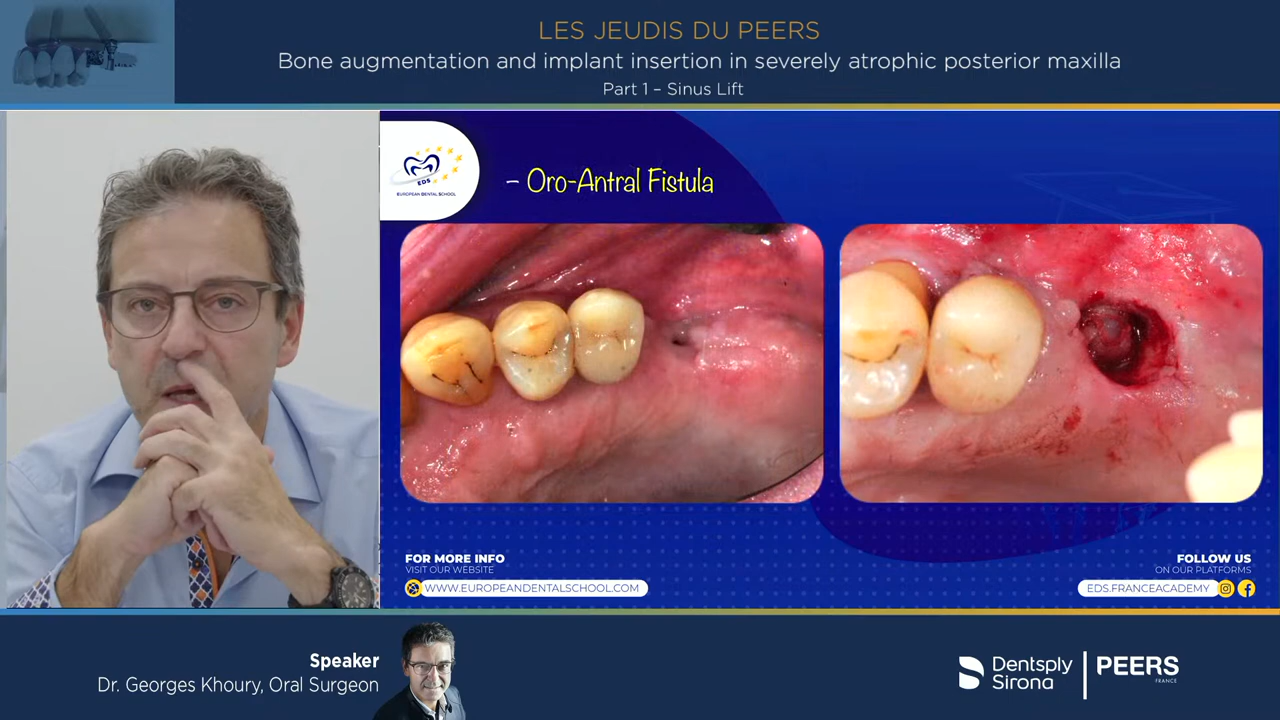 LES JEUDIS DU PEERS
Bone augmentation and implant insertion in severely atrophic posterior maxilla
Part 1 – Sinus Lift
EDS
EUROPEAN DENTAL SCHOOL
– Oro-Antral Fistula
FOR MORE INFO
VISIT OUR WEBSITE
WWW.EUROPEANDENTALSCHOOL.COM
FOLLOW US
ON OUR PLATFORMS
EDS.FRANCEACADEMY
Speaker
Dr. Georges Khoury, Oral Surgeon
Dentsply
Sirona
PEERS
FRANCE